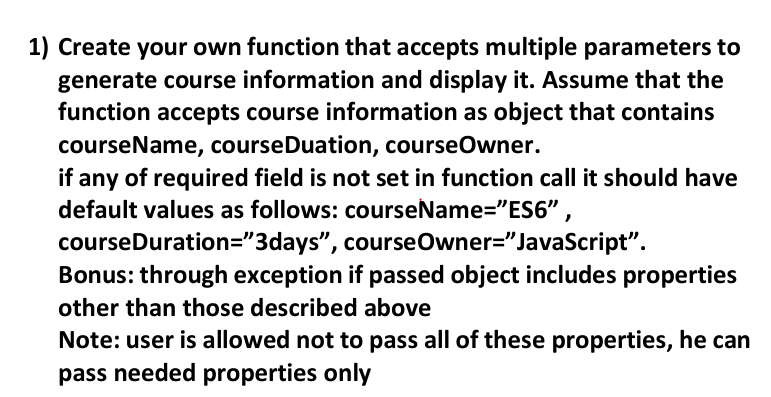 1) Create your own function that accepts multiple parameters to
generate course information and display it. Assume that the
function accepts course information as object that contains
courseName, courseDuation, courseOwner.
if any of required field is not set in function call it should have
default values as follows: courseName=”ES6” ,
courseDuration=”3days”, courseOwner=”JavaScript”.
Bonus: through exception if passed object includes properties
other than those described above
Note: user is allowed not to pass all of these properties, he can
pass needed properties only